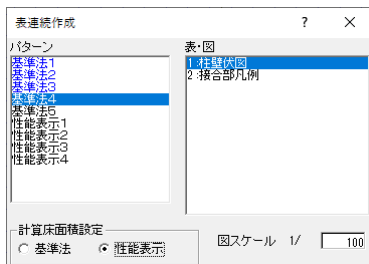 表連続作成 ? ×
パターン
基準法1
基準法2
基準法3
基準法4
基準法5
性能表示1
性能表示2
性能表示3
性能表示4
表・図
1:柱壁伏図
2:接合部凡例
計算床面積設定
基準法 性能表示
図スケール 1/ 100